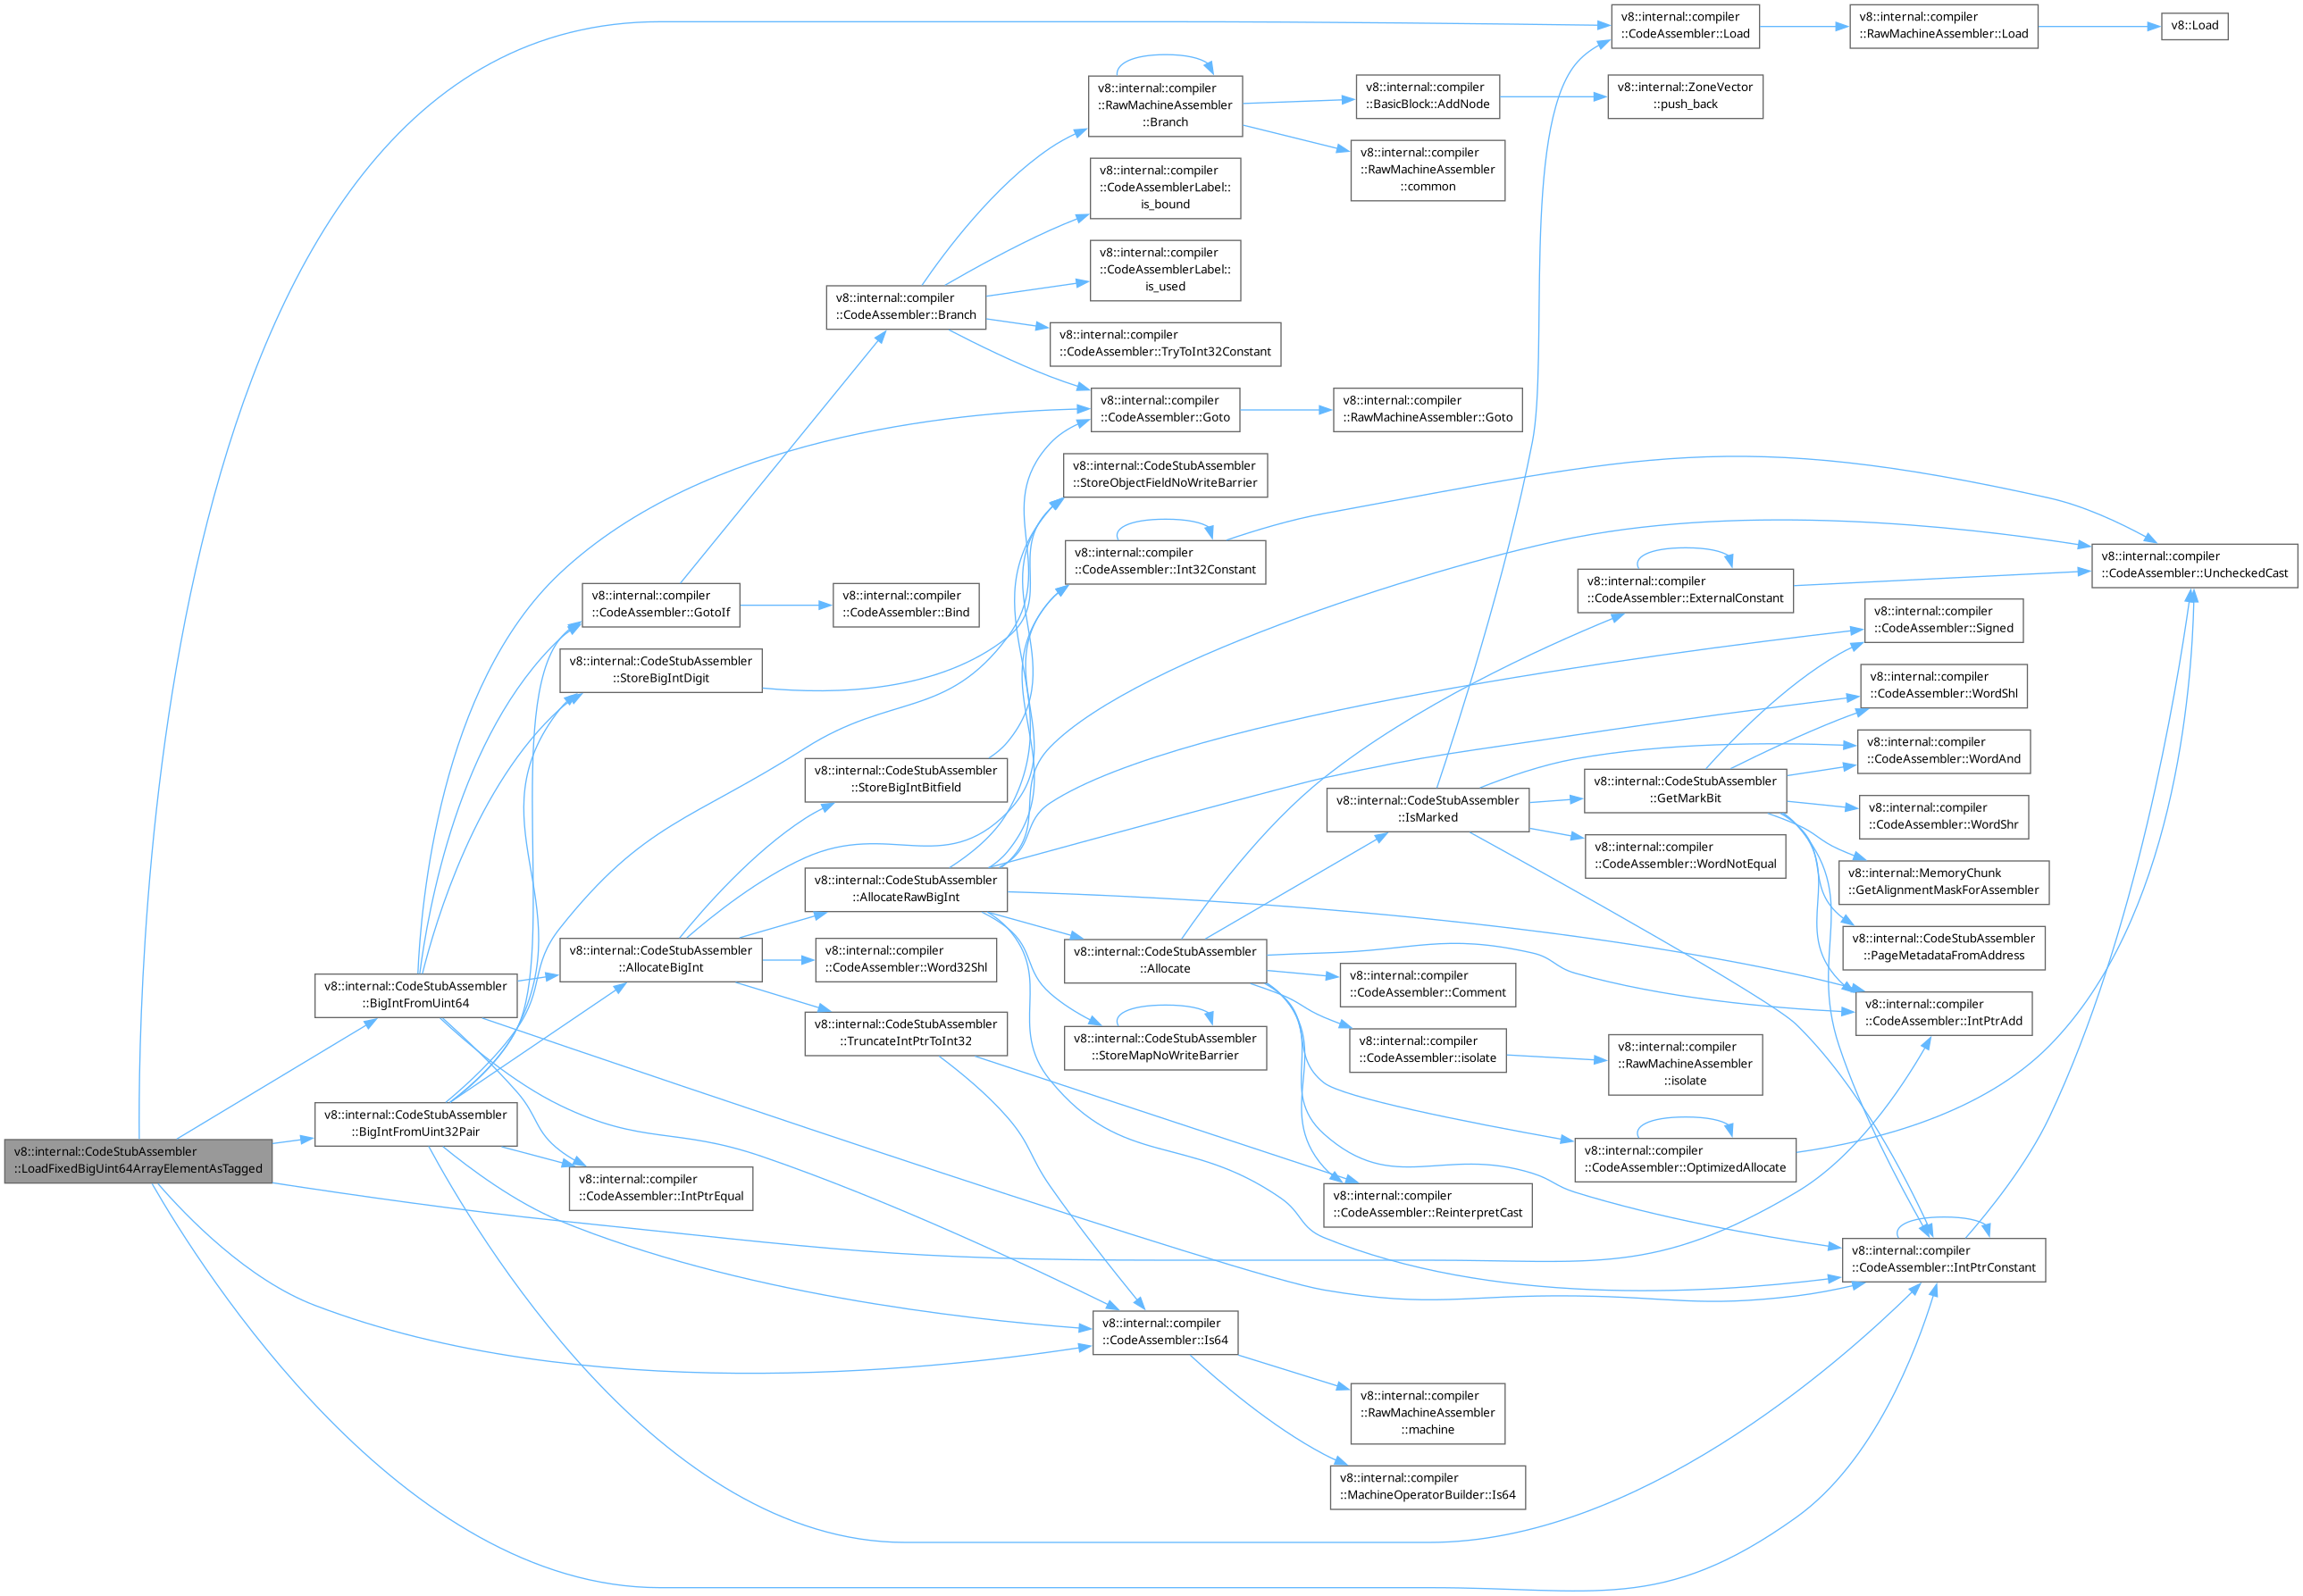 v8::internal::CodeStubAssembler
::LoadFixedBigUint64ArrayElementAsTagged
v8::internal::CodeStubAssembler
::BigIntFromUint64
v8::internal::CodeStubAssembler
::BigIntFromUint32Pair
v8::internal::compiler
::CodeAssembler::GotoIf
v8::internal::CodeStubAssembler
::StoreBigIntDigit
v8::internal::CodeStubAssembler
::AllocateBigInt
v8::internal::compiler
::CodeAssembler::IntPtrEqual
v8::internal::compiler
::CodeAssembler::Branch
v8::internal::compiler
::CodeAssembler::Bind
v8::internal::CodeStubAssembler
::StoreBigIntBitfield
v8::internal::CodeStubAssembler
::AllocateRawBigInt
v8::internal::compiler
::CodeAssembler::Word32Shl
v8::internal::CodeStubAssembler
::TruncateIntPtrToInt32
v8::internal::compiler
::RawMachineAssembler
::Branch
v8::internal::compiler
::CodeAssemblerLabel::
is_bound
v8::internal::compiler
::CodeAssemblerLabel::
is_used
v8::internal::compiler
::CodeAssembler::TryToInt32Constant
v8::internal::compiler
::CodeAssembler::Goto
v8::internal::CodeStubAssembler
::StoreObjectFieldNoWriteBarrier
v8::internal::compiler
::CodeAssembler::Int32Constant
v8::internal::CodeStubAssembler
::Allocate
v8::internal::CodeStubAssembler
::StoreMapNoWriteBarrier
v8::internal::compiler
::CodeAssembler::Is64
v8::internal::compiler
::BasicBlock::AddNode
v8::internal::compiler
::RawMachineAssembler
::common
v8::internal::compiler
::RawMachineAssembler::Goto
v8::internal::CodeStubAssembler
::IsMarked
v8::internal::compiler
::CodeAssembler::Comment
v8::internal::compiler
::CodeAssembler::isolate
v8::internal::compiler
::CodeAssembler::ReinterpretCast
v8::internal::compiler
::RawMachineAssembler
::machine
v8::internal::compiler
::MachineOperatorBuilder::Is64
v8::internal::compiler
::CodeAssembler::Load
v8::internal::ZoneVector
::push_back
v8::internal::compiler
::CodeAssembler::ExternalConstant
v8::internal::CodeStubAssembler
::GetMarkBit
v8::internal::compiler
::CodeAssembler::WordNotEqual
v8::internal::compiler
::RawMachineAssembler
::isolate
v8::internal::compiler
::CodeAssembler::OptimizedAllocate
v8::internal::compiler
::RawMachineAssembler::Load
v8::internal::compiler
::CodeAssembler::Signed
v8::internal::compiler
::CodeAssembler::WordShl
v8::internal::compiler
::CodeAssembler::WordAnd
v8::internal::compiler
::CodeAssembler::WordShr
v8::internal::MemoryChunk
::GetAlignmentMaskForAssembler
v8::internal::CodeStubAssembler
::PageMetadataFromAddress
v8::internal::compiler
::CodeAssembler::IntPtrAdd
v8::internal::compiler
::CodeAssembler::IntPtrConstant
v8::Load
v8::internal::compiler
::CodeAssembler::UncheckedCast